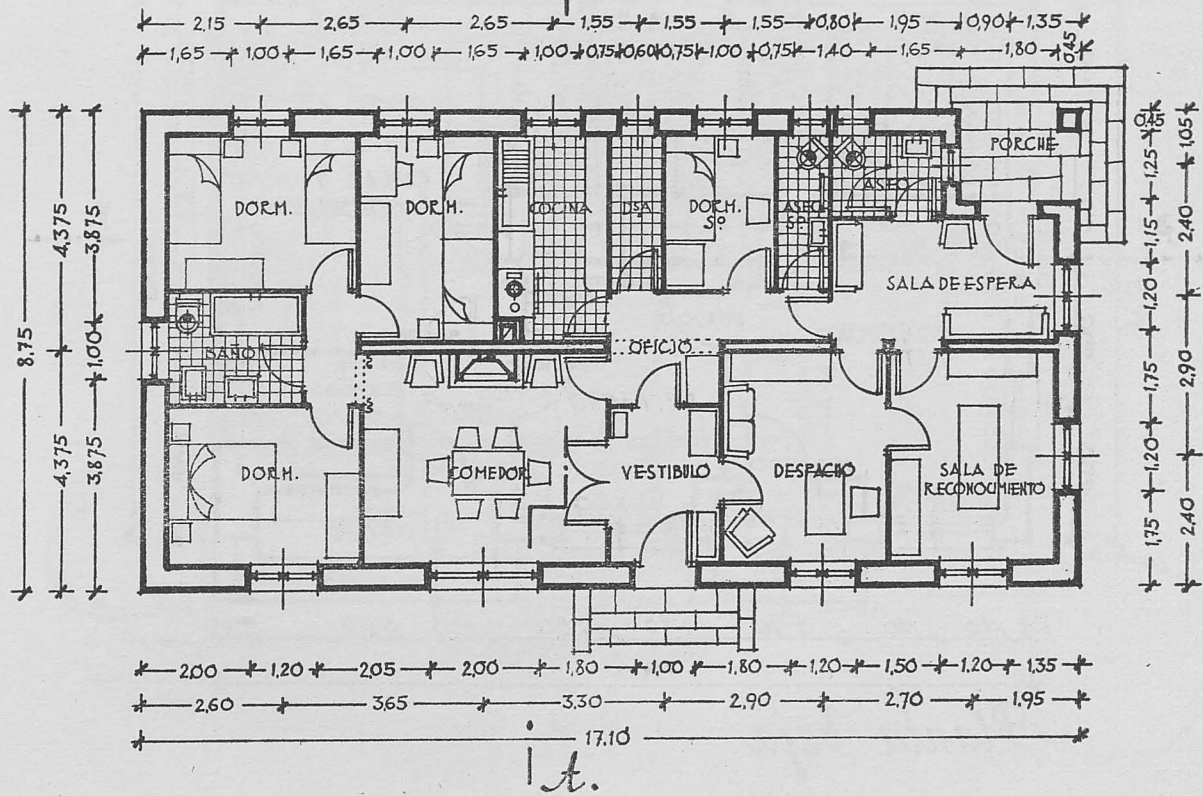 2.15 2.65 2.65 1,55 1,55 1,55 0,80 1,95 0,90 1,35
1,65 1,00 1,65 1,00 1,65 1,00 0,75 0,60 0,75 1,00 0,75 1,40 1,65 1,80 0,45
8.75
4,375 4,375
3,875 1.00 3,875
DORM.
DORM.
COCINA
DSA
DORM.
Sº
ASEO
Sº
ASEO
PORCHE
SALA DE ESPERA
BAÑO
OFICIO
DORM.
COMEDOR
VESTIBULO
DESPACHO
SALA DE
RECONOCIMIENTO
0,45
1,25 1,15 1,20 1,75 1,20 1,75
1,05 2,40 2,90 2,40
2.00 1,20 2,05 2,00 1,80 1,00 1,80 1,20 1,50 1,20 1,35
2,60 3,65 3,30 2,90 2,70 1.95
17.10
A.